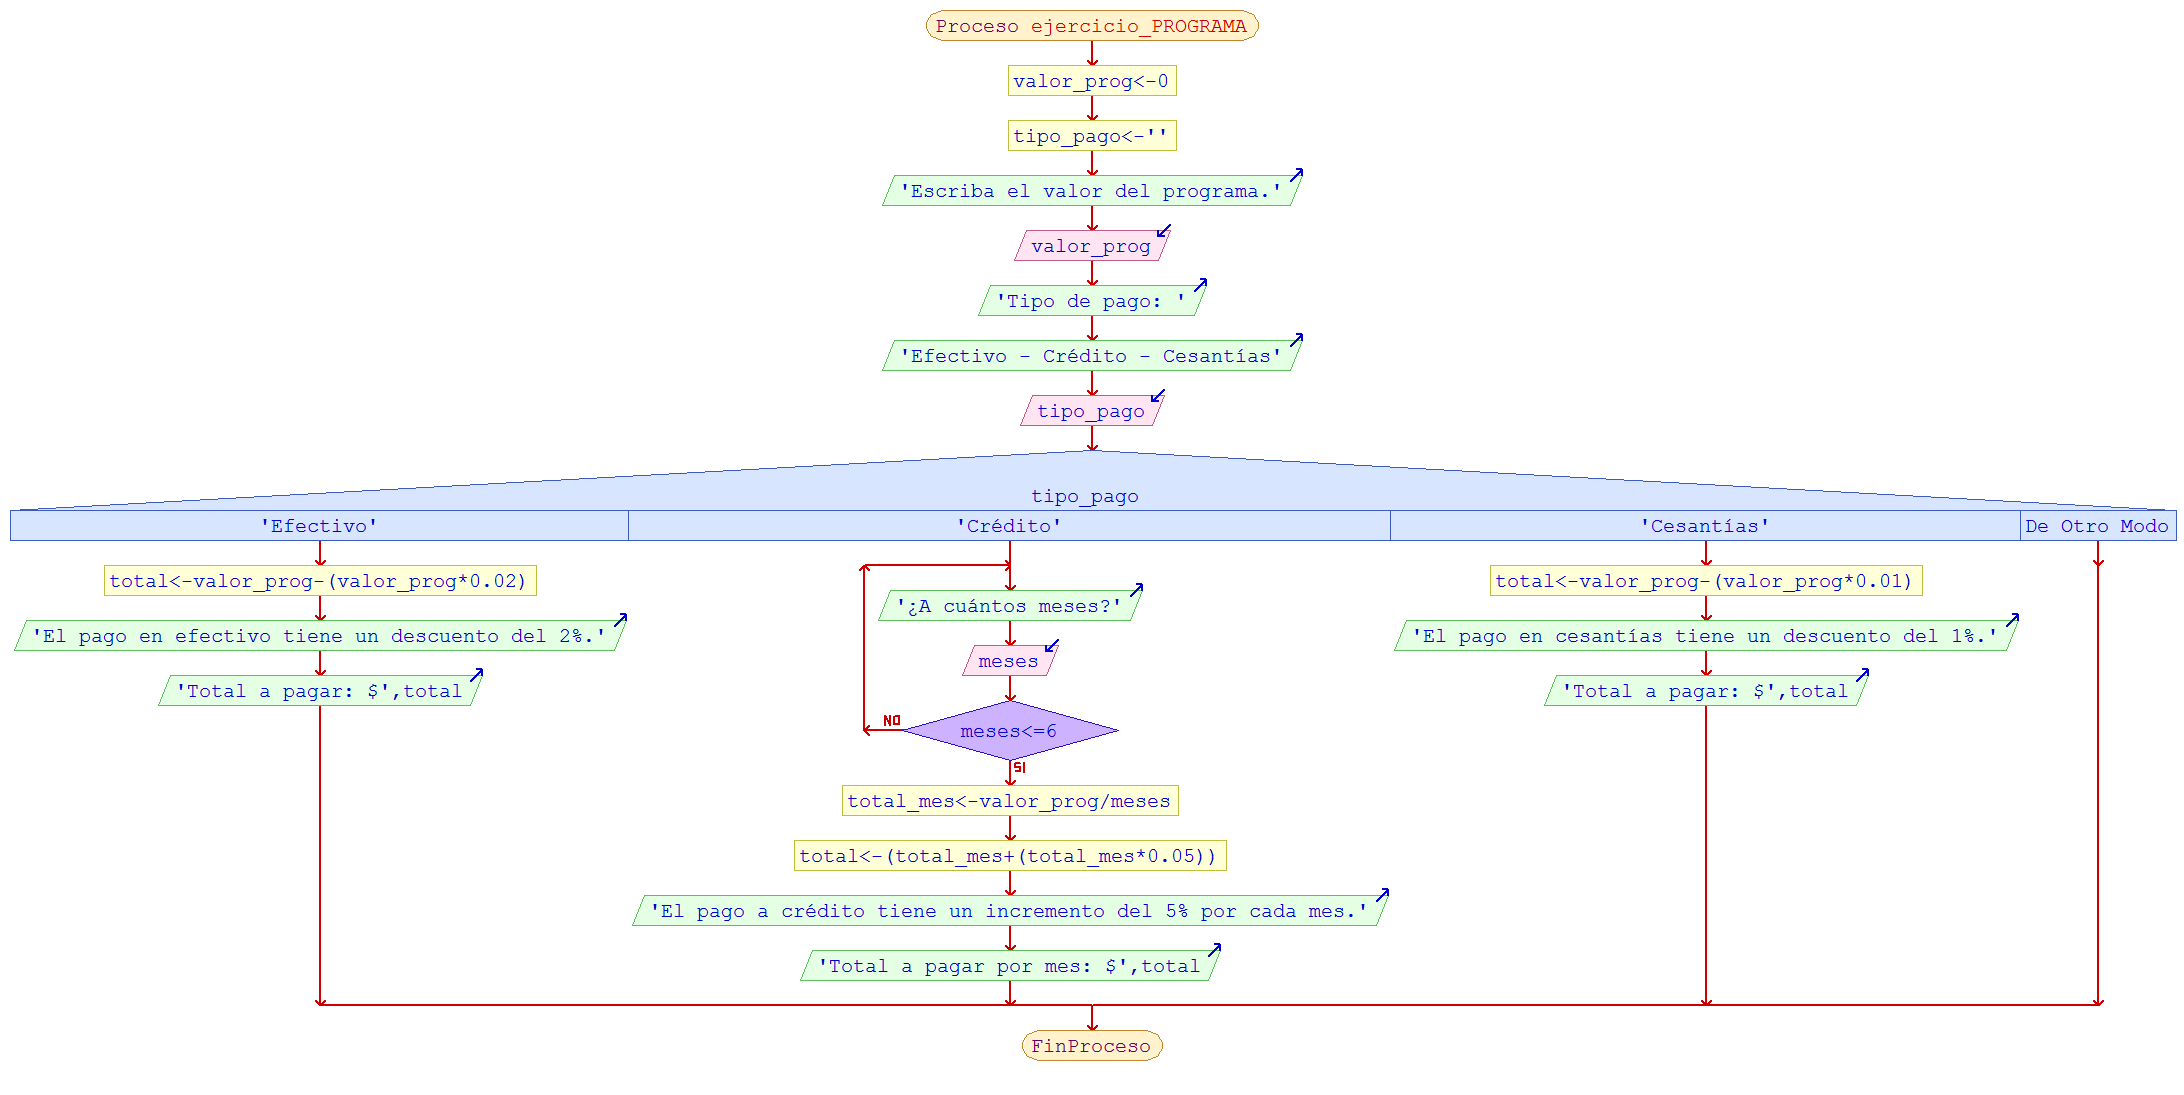 Proceso ejercicio_PROGRAMA
valor_prog<-0
tipo_pago<-''
'Escriba el valor del programa.'
valor_prog
'Tipo de pago: '
'Efectivo - Crédito - Cesantías'
tipo_pago
tipo_pago
'Efectivo'
'Crédito'
'Cesantías'
De Otro Modo
total<-valor_prog-(valor_prog*0.02)
'El pago en efectivo tiene un descuento del 2%.'
'Total a pagar: $',total
'¿A cuántos meses?'
meses
meses<=6
NO
SI
total_mes<-valor_prog/meses
total<-(total_mes+(total_mes*0.05))
'El pago a crédito tiene un incremento del 5% por cada mes.'
'Total a pagar por mes: $',total
total<-valor_prog-(valor_prog*0.01)
'El pago en cesantías tiene un descuento del 1%.'
'Total a pagar: $',total
FinProceso